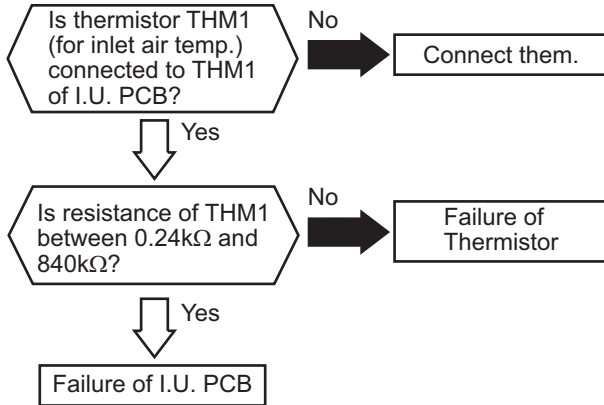 Is thermistor THM1
(for inlet air temp.)
connected to THM1
of I.U. PCB?
No
Connect them.
Yes
Is resistance of THM1
between 0.24kΩ and
840kΩ?
No
Failure of
Thermistor
Yes
Failure of I.U. PCB